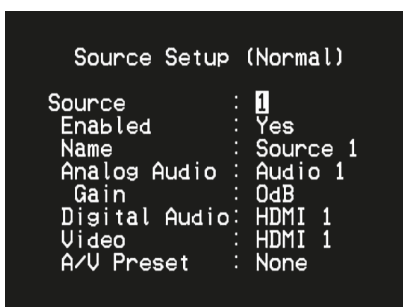 Source Setup (Normal)
Source : 1
Enabled : Yes
Name : Source 1
Analog Audio : Audio 1
Gain : 0dB
Digital Audio: HDMI 1
Video : HDMI 1
A/V Preset : None